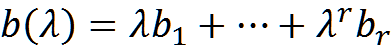 b(λ) = λb₁ + ⋯ + λʳbᵣ